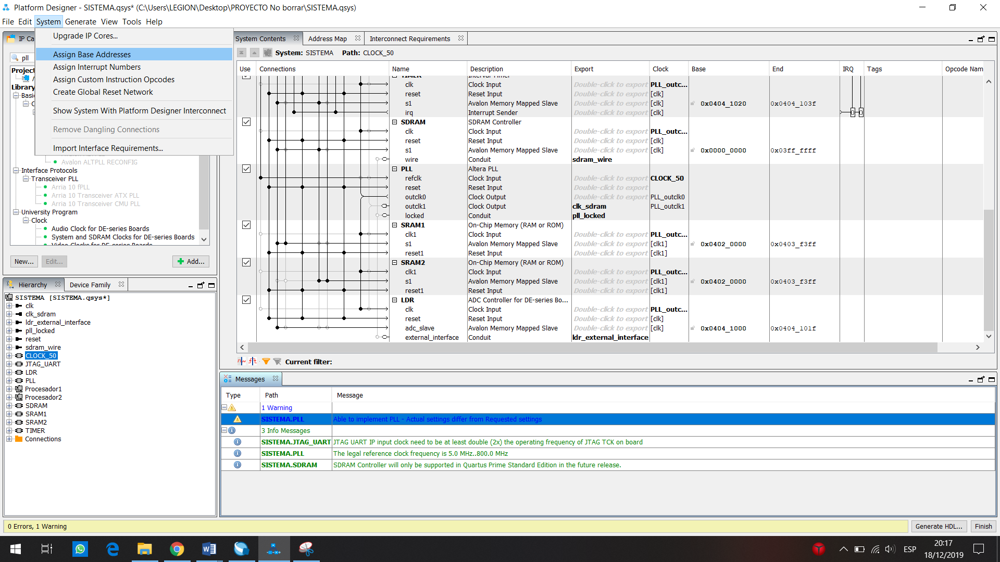 Platform Designer - SISTEMA.qsys* (C:\Users\LEGION\Desktop\PROYECTO No borrar\SISTEMA.qsys)
File Edit System Generate View Tools Help
Upgrade IP Cores...
Assign Base Addresses
Assign Interrupt Numbers
Assign Custom Instruction Opcodes
Create Global Reset Network
Show System With Platform Designer Interconnect
Remove Dangling Connections
Import Interface Requirements...
IP Ca
pll
Project
Library
Basic
Avalon ALTPLL RECONFIG
Interface Protocols
Transceiver PLL
Arria 10 fPLL
Arria 10 Transceiver ATX PLL
Arria 10 Transceiver CMU PLL
University Program
Clock
Audio Clock for DE-series Boards
System and SDRAM Clocks for DE-series Boards
Video Clocks for DE-series Boards
New... Edit... Add...
Hierarchy Device Family
SISTEMA [SISTEMA.qsys*]
clk
clk_sdram
ldr_external_interface
pll_locked
reset
sdram_wire
CLOCK_50
JTAG_UART
LDR
PLL
Procesador1
Procesador2
SDRAM
SRAM1
SRAM2
TIMER
Connections
System Contents Address Map Interconnect Requirements
System: SISTEMA Path: CLOCK_50
Use Connections Name Description Export Clock Base End IRQ Tags Opcode Nam
TIMER Interval Timer
clk Clock Input Double-click to export PLL_outc...
reset Reset Input Double-click to export [clk]
s1 Avalon Memory Mapped Slave Double-click to export [clk] 0x0404_1020 0x0404_103f
irq Interrupt Sender Double-click to export [clk]
SDRAM SDRAM Controller
clk Clock Input Double-click to export PLL_outc...
reset Reset Input Double-click to export [clk]
s1 Avalon Memory Mapped Slave Double-click to export [clk] 0x0000_0000 0x03ff_ffff
wire Conduit sdram_wire
PLL Altera PLL
refclk Clock Input Double-click to export CLOCK_50
reset Reset Input Double-click to export
outclk0 Clock Output Double-click to export PLL_outclk0
outclk1 Clock Output clk_sdram PLL_outclk1
locked Conduit pll_locked
SRAM1 On-Chip Memory (RAM or ROM)
clk1 Clock Input Double-click to export PLL_outc...
s1 Avalon Memory Mapped Slave Double-click to export [clk1] 0x0402_0000 0x0403_f3ff
reset1 Reset Input Double-click to export [clk1]
SRAM2 On-Chip Memory (RAM or ROM)
clk1 Clock Input Double-click to export PLL_outc...
s1 Avalon Memory Mapped Slave Double-click to export [clk1] 0x0402_0000 0x0403_f3ff
reset1 Reset Input Double-click to export [clk1]
LDR ADC Controller for DE-series Bo...
clk Clock Input Double-click to export PLL_outc...
reset Reset Input Double-click to export [clk]
adc_slave Avalon Memory Mapped Slave Double-click to export [clk] 0x0404_1000 0x0404_101f
external_interface Conduit ldr_external_interface
Current filter:
Messages
Type Path Message
1 Warning
SISTEMA.PLL Able to implement PLL - Actual settings differ from Requested settings
3 Info Messages
SISTEMA.JTAG_UART JTAG UART IP input clock need to be at least double (2x) the operating frequency of JTAG TCK on board
SISTEMA.PLL The legal reference clock frequency is 5.0 MHz..800.0 MHz
SISTEMA.SDRAM SDRAM Controller will only be supported in Quartus Prime Standard Edition in the future release.
0 Errors, 1 Warning Generate HDL... Finish
ESP
20:17
18/12/2019